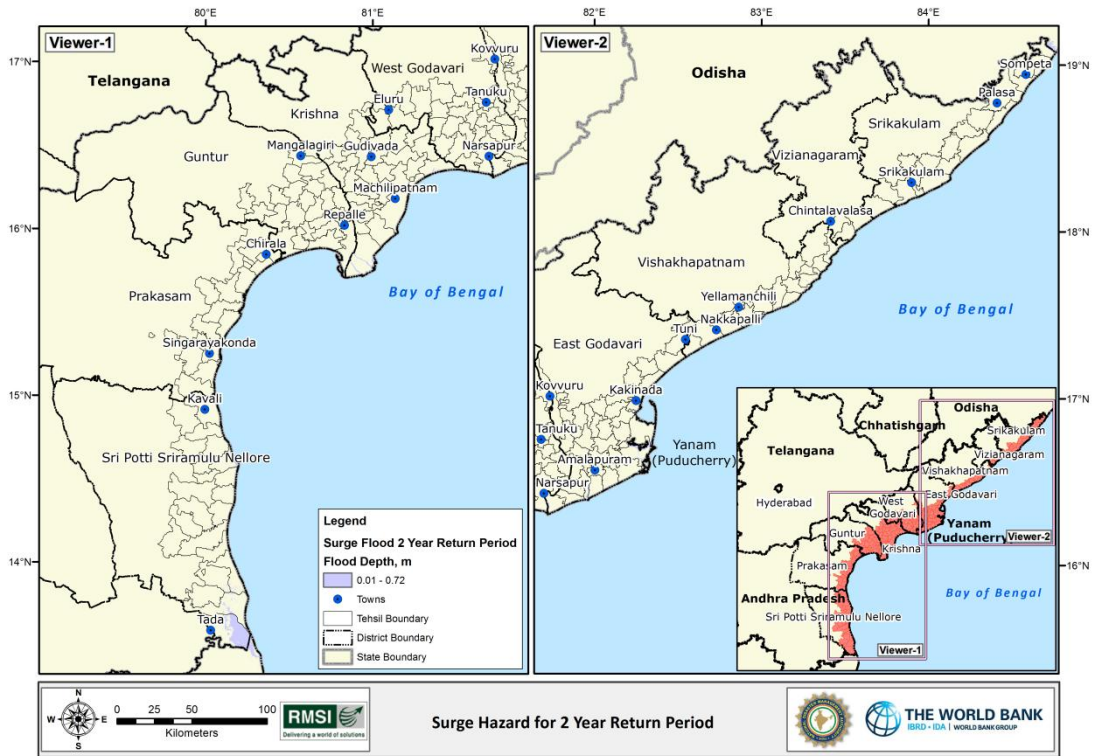 80°E
81°E
82°E
83°E
84°E
Viewer-1
Viewer-2
17°N
16°N
15°N
14°N
19°N
18°N
17°N
16°N
Telangana
Kovvuru
West Godavari
Tanuku
Eluru
Krishna
Mangalagiri
Gudivada
Narsapur
Guntur
Machilipatnam
Repalle
Chirala
Prakasam
Bay of Bengal
Singarayakonda
Kavali
Sri Potti Sriramulu Nellore
Tada
Legend
Surge Flood 2 Year Return Period
Flood Depth, m
0.01 - 0.72
Towns
Tehsil Boundary
District Boundary
State Boundary
Sompeta
Odisha
Palasa
Srikakulam
Vizianagaram
Srikakulam
Chintalavalasa
Vishakhapatnam
Yellamanchili
Nakkapalli
Tuni
Bay of Bengal
East Godavari
Kovvuru
Kakinada
Tanuku
Yanam
(Puducherry)
Amalapuram
Narsapur
Odisha
Chhatishgarh
Srikakulam
Telangana
Vizianagaram
Vishakhapatnam
Hyderabad
East Godavari
West
Godavari
Yanam
(Puducherry)
Viewer-2
Guntur
Krishna
Prakasam
Andhra Pradesh
Bay of Bengal
Sri Potti Sriramulu Nellore
Viewer-1
N
W
E
S
0 25 50 100
Kilometers
RMSI
Delivering a world of solutions
Surge Hazard for 2 Year Return Period
THE WORLD BANK
IBRD • IDA | WORLD BANK GROUP